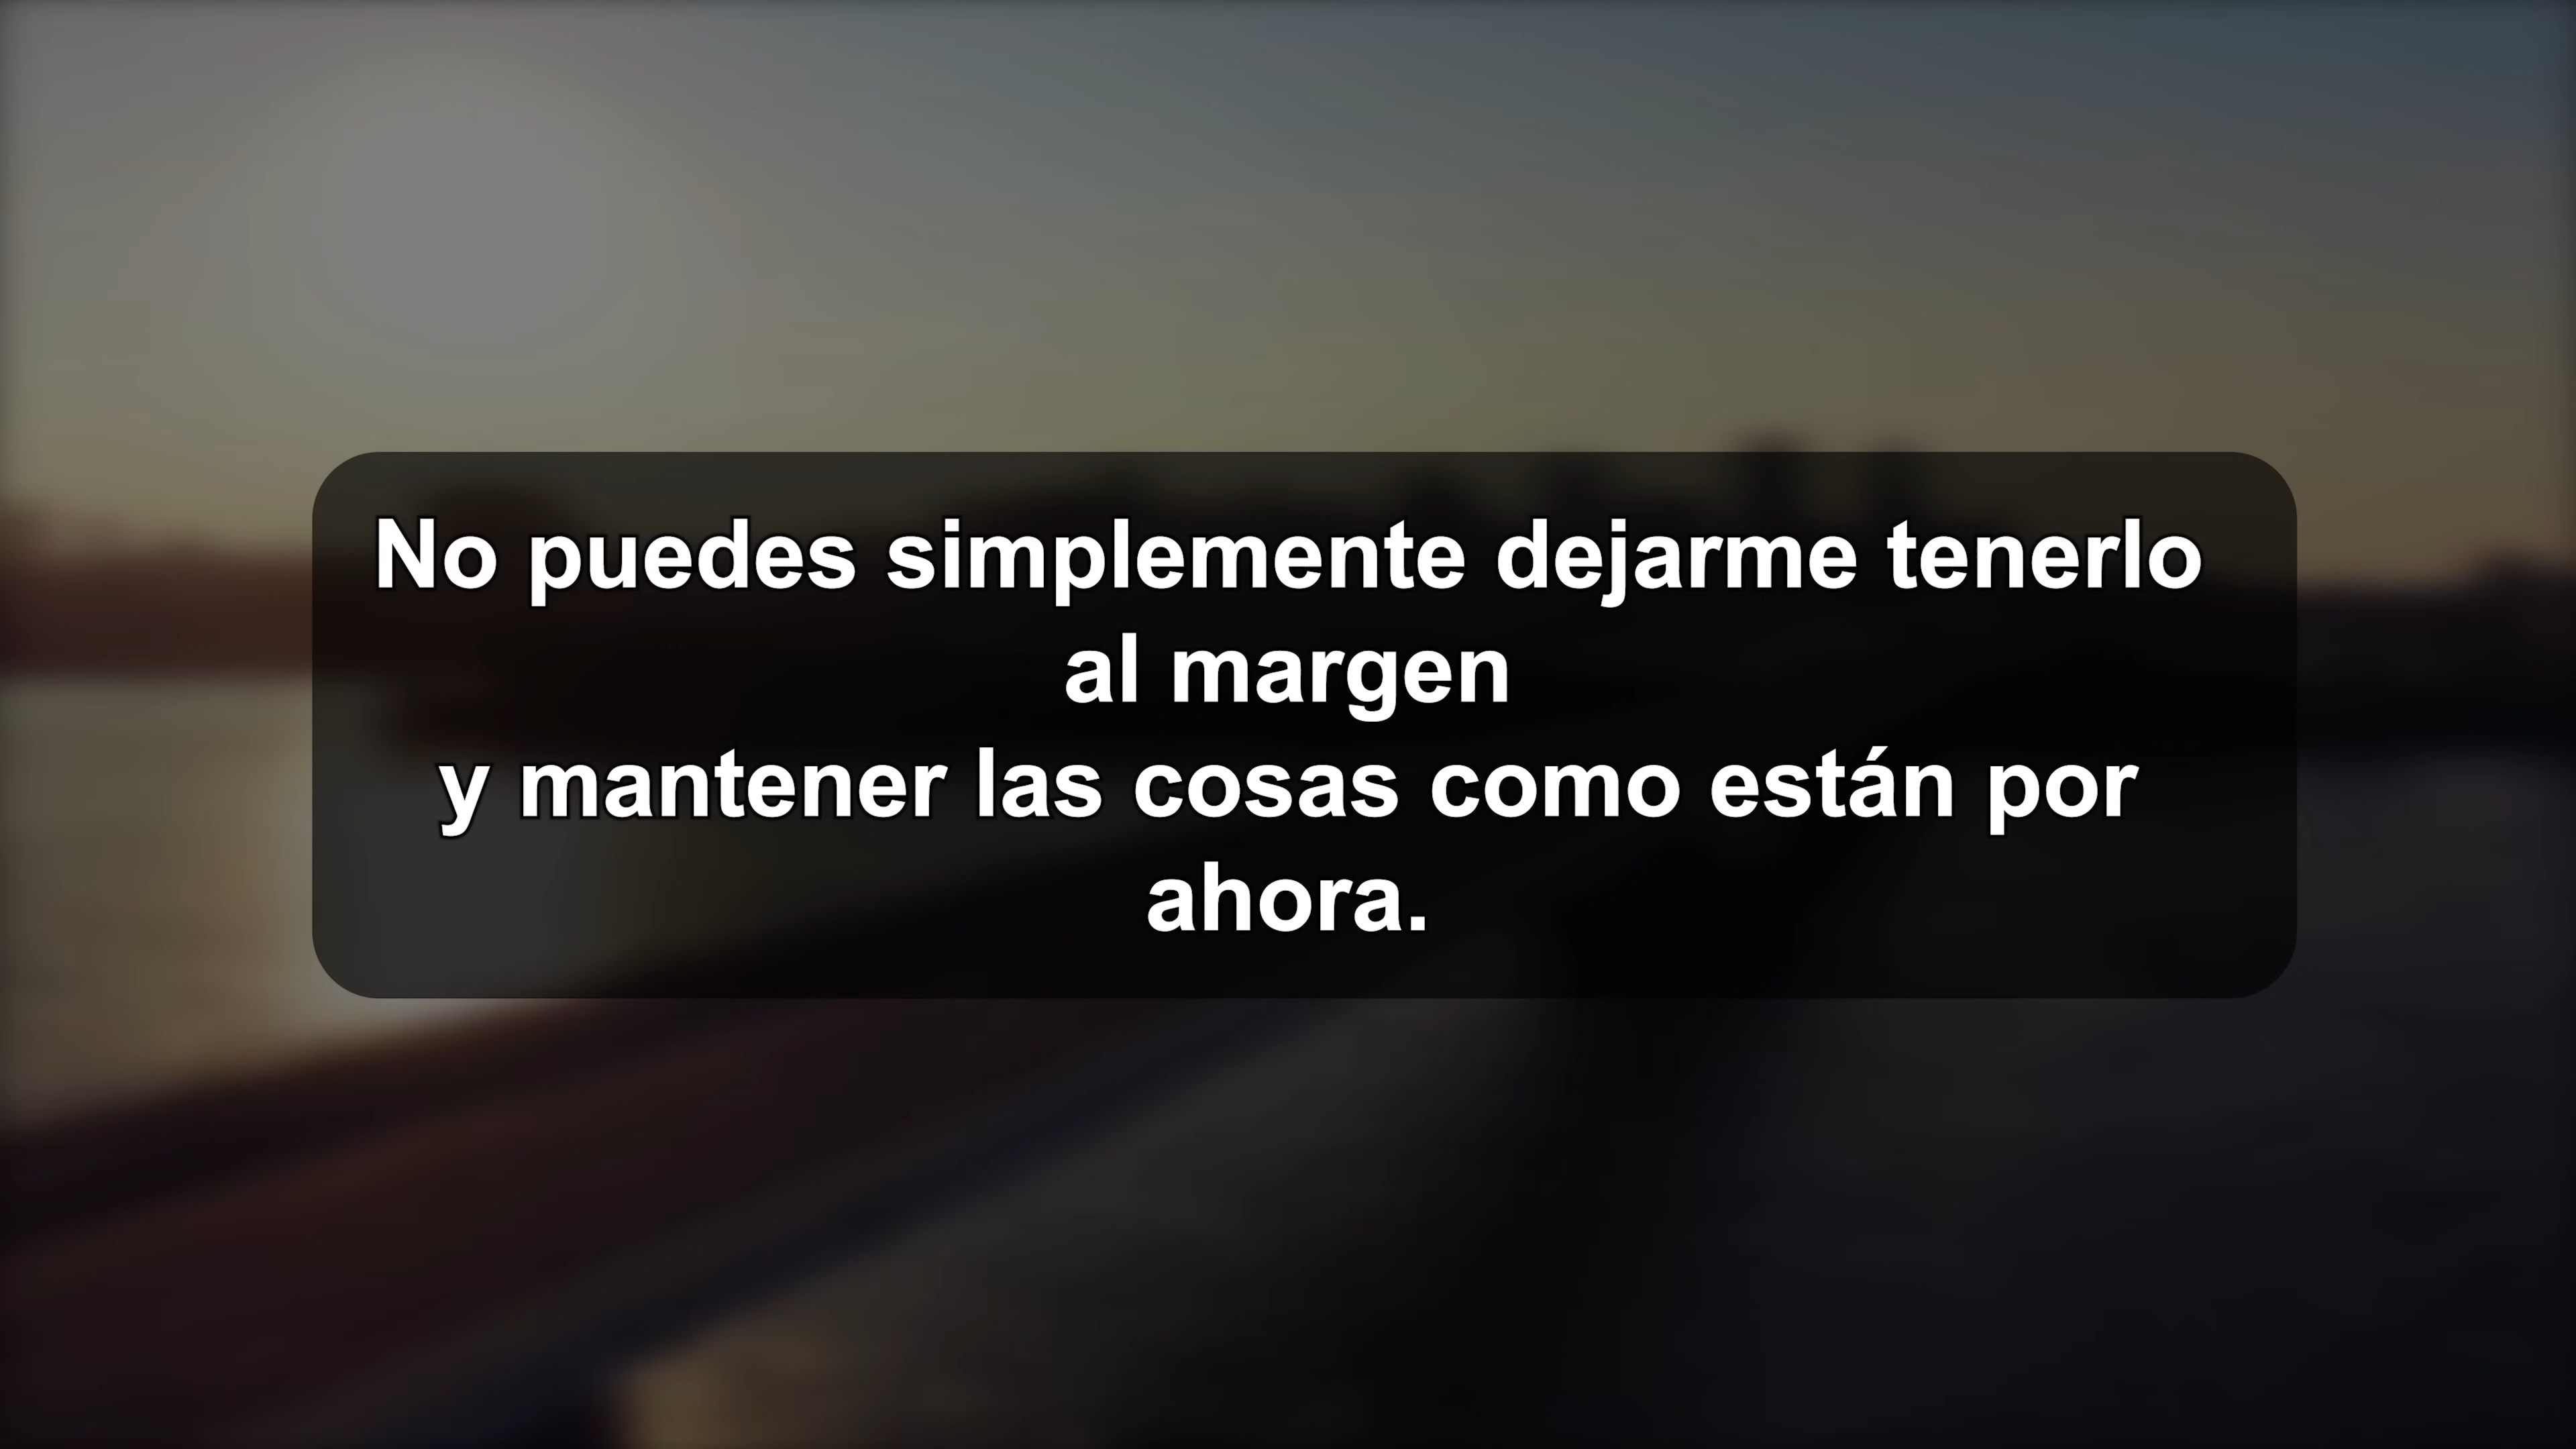 No puedes simplemente dejarme tenerlo
al margen
y mantener las cosas como están por
ahora.